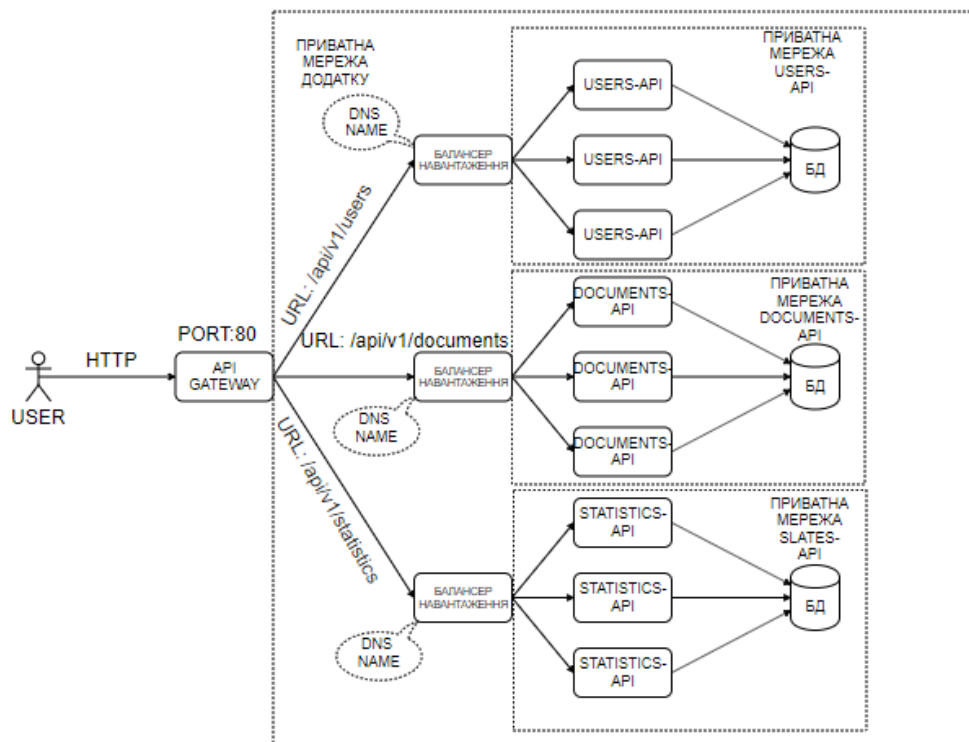 ПРИВАТНА
МЕРЕЖА
ДОДАТКУ
DNS
NAME
БАЛАНСЕР
НАВАНТАЖЕННЯ
URL: /api/v1/users
USERS-API
USERS-API
USERS-API
ПРИВАТНА
МЕРЕЖА
USERS-
API
БД
HTTP
USER
PORT:80
API
GATEWAY
URL: /api/v1/documents
БАЛАНСЕР
НАВАНТАЖЕННЯ
DNS
NAME
DOCUMENTS-
API
DOCUMENTS-
API
DOCUMENTS-
API
ПРИВАТНА
МЕРЕЖА
DOCUMENTS-
API
БД
URL: /api/v1/statistics
БАЛАНСЕР
НАВАНТАЖЕННЯ
DNS
NAME
STATISTICS-
API
STATISTICS-
API
STATISTICS-
API
ПРИВАТНА
МЕРЕЖА
SLATES-
API
БД